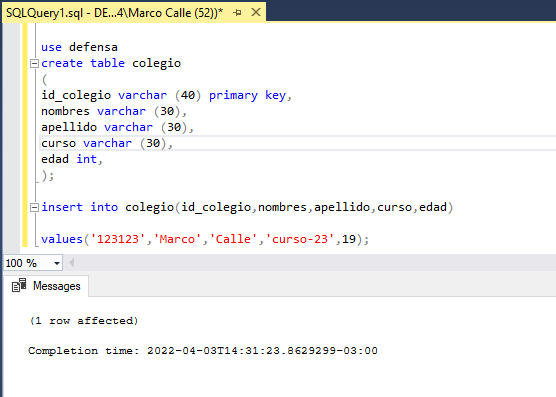 SQLQuery1.sql - DE...4\Marco Calle (52))*
use defensa
create table colegio
(
id_colegio varchar (40) primary key,
nombres varchar (30),
apellido varchar (30),
curso varchar (30),
edad int,
);
insert into colegio(id_colegio,nombres,apellido,curso,edad)
values('123123','Marco','Calle','curso-23',19);
100 %
Messages
(1 row affected)
Completion time: 2022-04-03T14:31:23.8629299-03:00